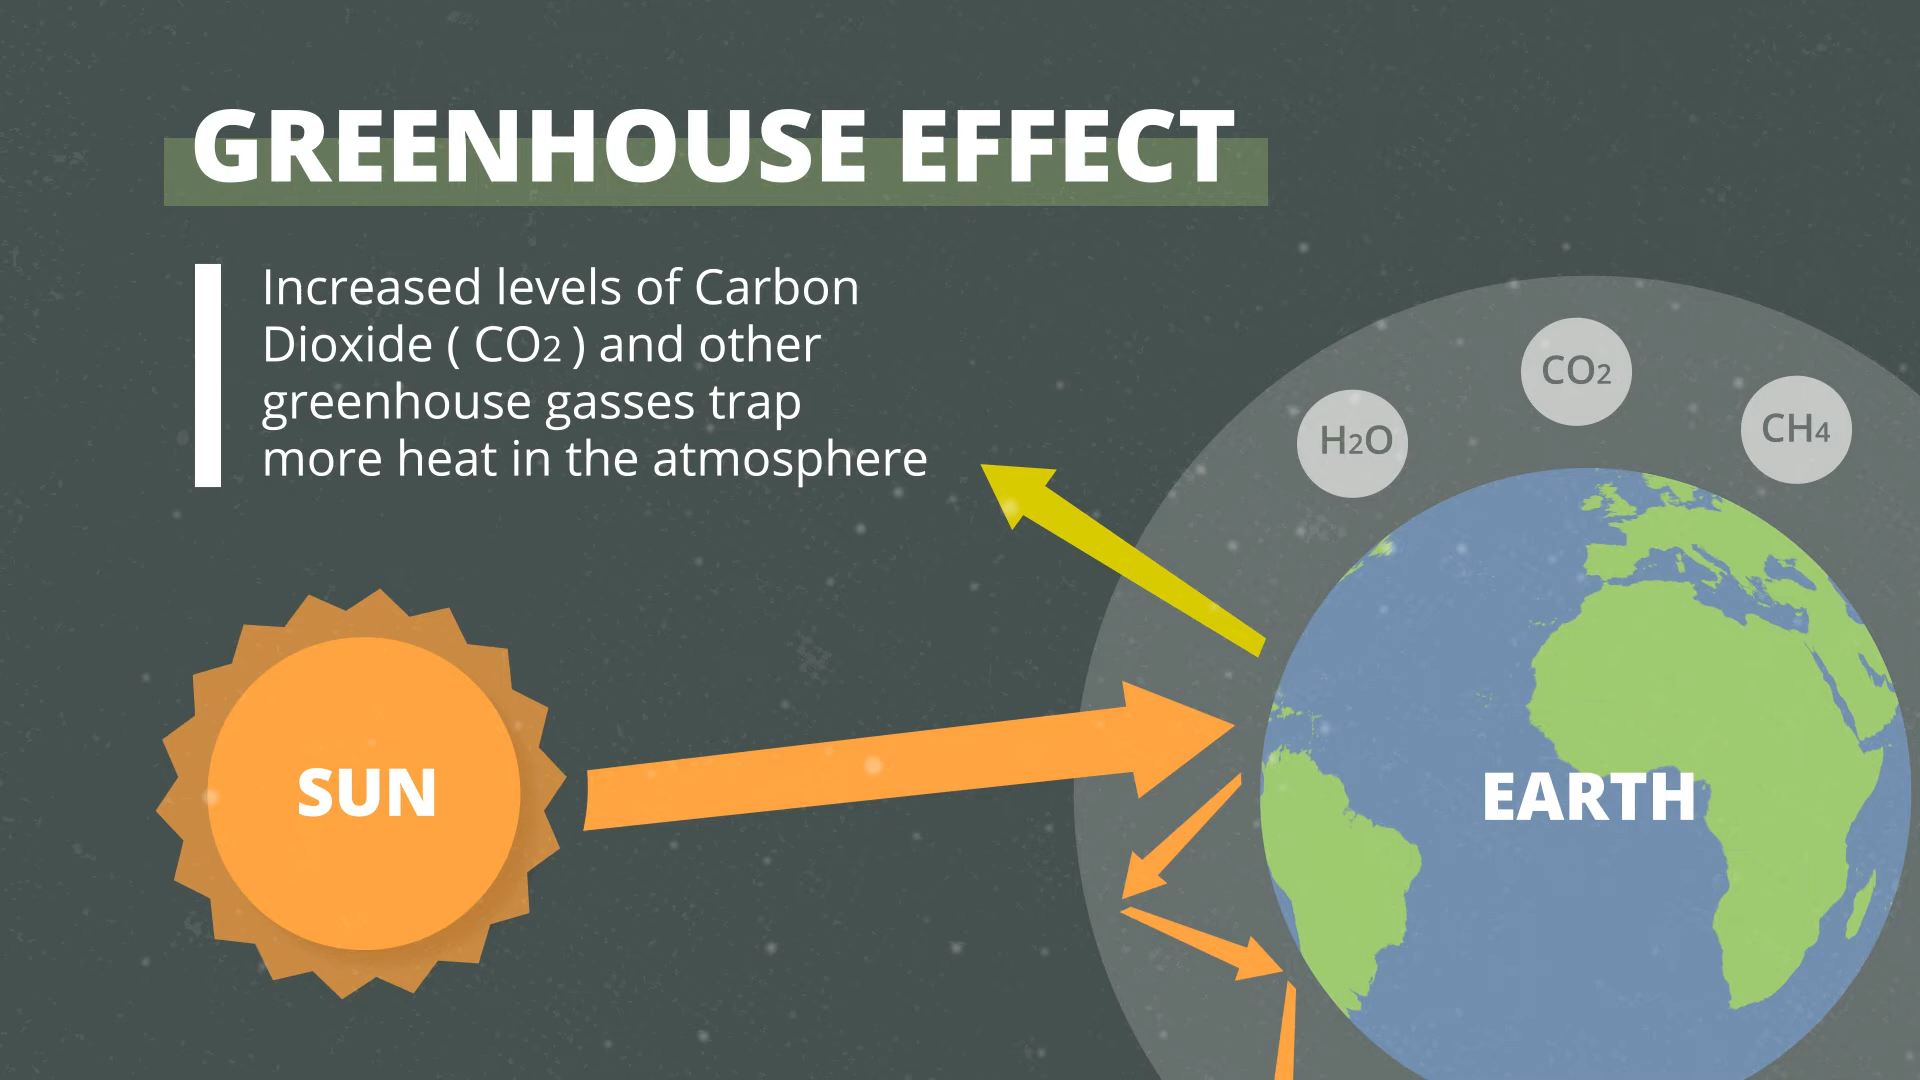 GREENHOUSE EFFECT
Increased levels of Carbon
Dioxide ( CO2 ) and other
greenhouse gasses trap
more heat in the atmosphere
H2O
CO2
CH4
SUN
EARTH